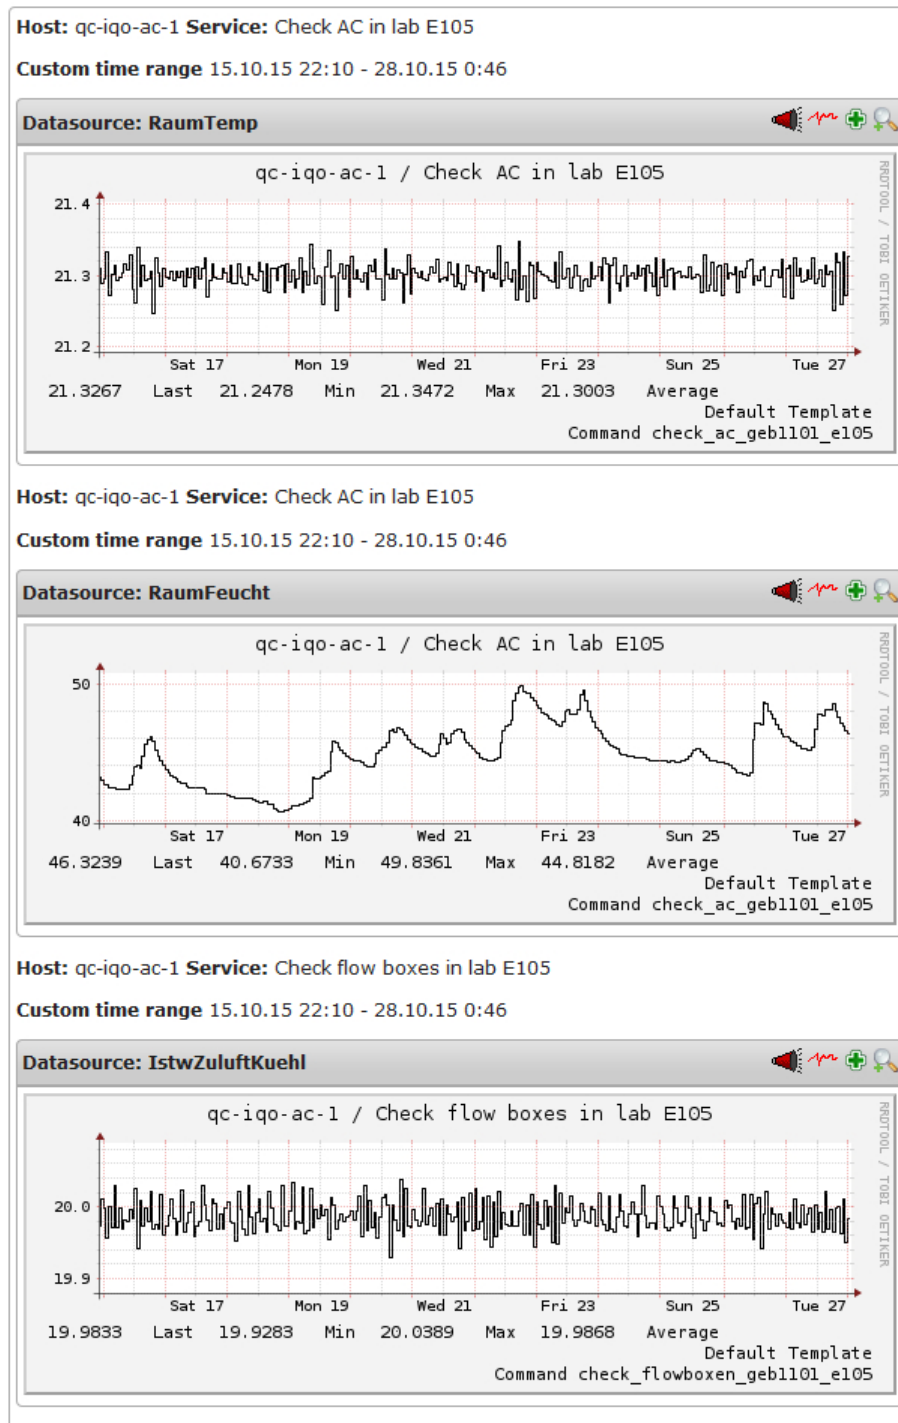 Host: qc-iqo-ac-1 Service: Check AC in lab E105
Custom time range 15.10.15 22:10 - 28.10.15 0:46
Datasource: RaumTemp
qc-iqo-ac-1 / Check AC in lab E105
RRDTOOL / TOBI OETIKER
21.4
21.3
21.2
Sat 17 Mon 19 Wed 21 Fri 23 Sun 25 Tue 27
21.3267 Last 21.2478 Min 21.3472 Max 21.3003 Average
Default Template
Command check_ac_geb1101_e105
Host: qc-iqo-ac-1 Service: Check AC in lab E105
Custom time range 15.10.15 22:10 - 28.10.15 0:46
Datasource: RaumFeucht
qc-iqo-ac-1 / Check AC in lab E105
RRDTOOL / TOBI OETIKER
50
40
Sat 17 Mon 19 Wed 21 Fri 23 Sun 25 Tue 27
46.3239 Last 40.6733 Min 49.8361 Max 44.8182 Average
Default Template
Command check_ac_geb1101_e105
Host: qc-iqo-ac-1 Service: Check flow boxes in lab E105
Custom time range 15.10.15 22:10 - 28.10.15 0:46
Datasource: IstwZuluftKuehl
qc-iqo-ac-1 / Check flow boxes in lab E105
RRDTOOL / TOBI OETIKER
20.0
19.9
Sat 17 Mon 19 Wed 21 Fri 23 Sun 25 Tue 27
19.9833 Last 19.9283 Min 20.0389 Max 19.9868 Average
Default Template
Command check_flowboxen_geb1101_e105